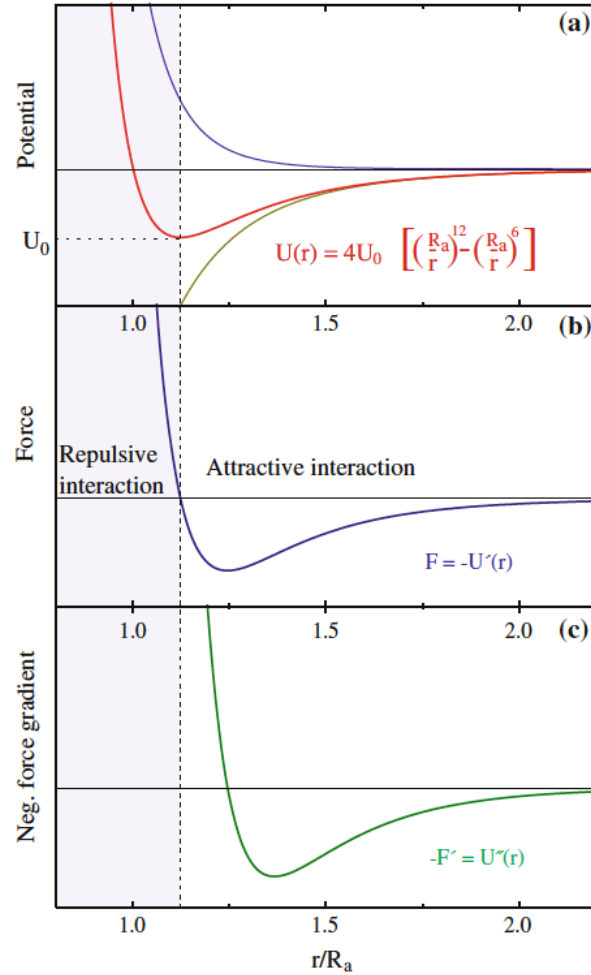 (a)
Potential
U₀
U(r) = 4U₀ [(Rₐ/r)¹²−(Rₐ/r)⁶]
1.0 1.5 2.0
(b)
Force
Repulsive
interaction
Attractive interaction
F = -U′(r)
1.0 1.5 2.0
(c)
Neg. force gradient
-F′ = U″(r)
1.0 1.5 2.0
r/Rₐ